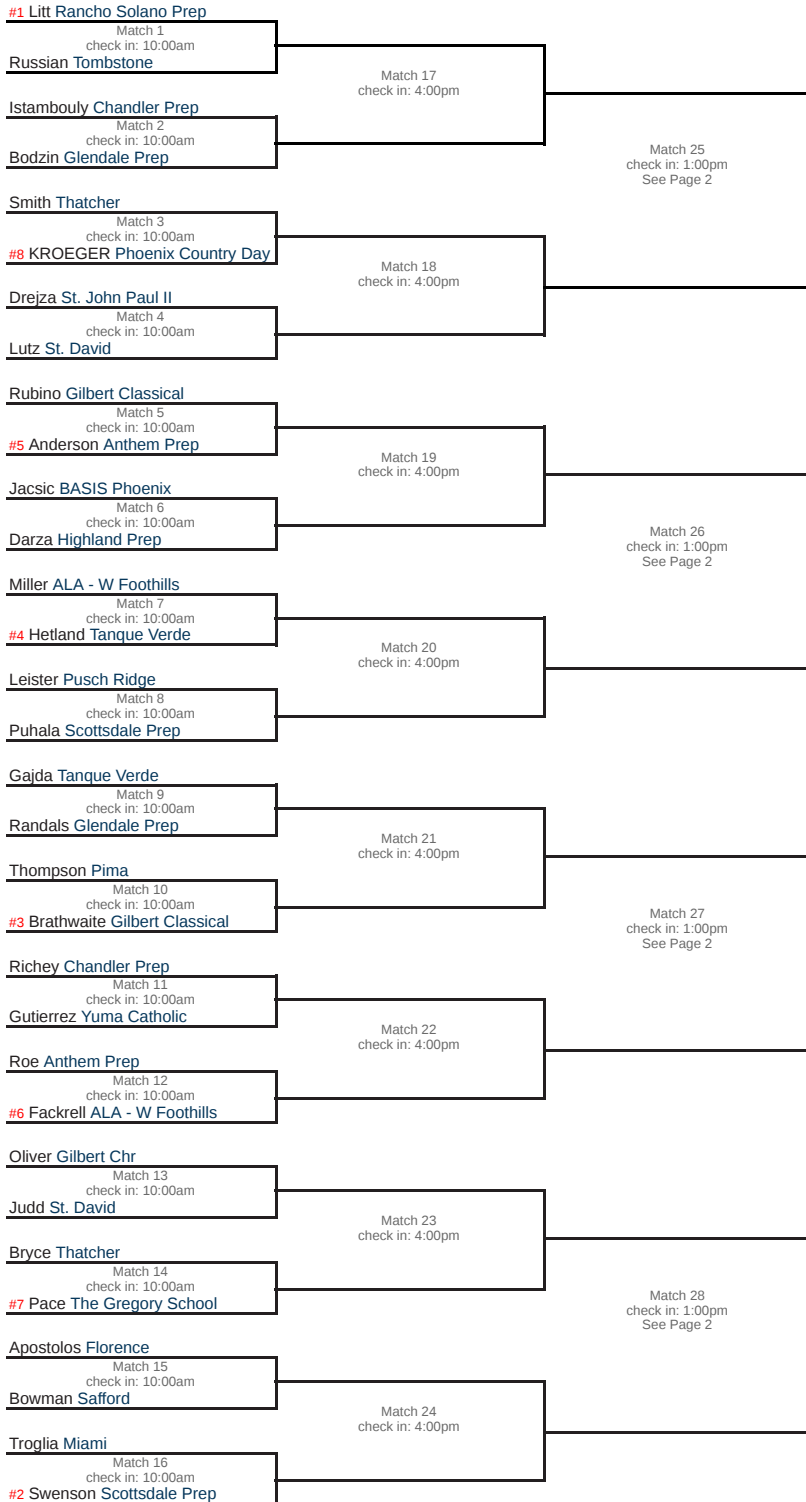 #1 Litt Rancho Solano Prep
Match 1
check in: 10:00am
Russian Tombstone
Match 17
check in: 4:00pm
Istambouly Chandler Prep
Match 2
check in: 10:00am
Bodzin Glendale Prep
Match 25
check in: 1:00pm
See Page 2
Smith Thatcher
Match 3
check in: 10:00am
#8 KROEGER Phoenix Country Day
Match 18
check in: 4:00pm
Drejza St. John Paul II
Match 4
check in: 10:00am
Lutz St. David
Rubino Gilbert Classical
Match 5
check in: 10:00am
#5 Anderson Anthem Prep
Match 19
check in: 4:00pm
Jacsic BASIS Phoenix
Match 6
check in: 10:00am
Darza Highland Prep
Match 26
check in: 1:00pm
See Page 2
Miller ALA - W Foothills
Match 7
check in: 10:00am
#4 Hetland Tanque Verde
Match 20
check in: 4:00pm
Leister Pusch Ridge
Match 8
check in: 10:00am
Puhala Scottsdale Prep
Gajda Tanque Verde
Match 9
check in: 10:00am
Randals Glendale Prep
Match 21
check in: 4:00pm
Thompson Pima
Match 10
check in: 10:00am
#3 Brathwaite Gilbert Classical
Match 27
check in: 1:00pm
See Page 2
Richey Chandler Prep
Match 11
check in: 10:00am
Gutierrez Yuma Catholic
Match 22
check in: 4:00pm
Roe Anthem Prep
Match 12
check in: 10:00am
#6 Fackrell ALA - W Foothills
Oliver Gilbert Chr
Match 13
check in: 10:00am
Judd St. David
Match 23
check in: 4:00pm
Bryce Thatcher
Match 14
check in: 10:00am
#7 Pace The Gregory School
Match 28
check in: 1:00pm
See Page 2
Apostolos Florence
Match 15
check in: 10:00am
Bowman Safford
Match 24
check in: 4:00pm
Troglia Miami
Match 16
check in: 10:00am
#2 Swenson Scottsdale Prep